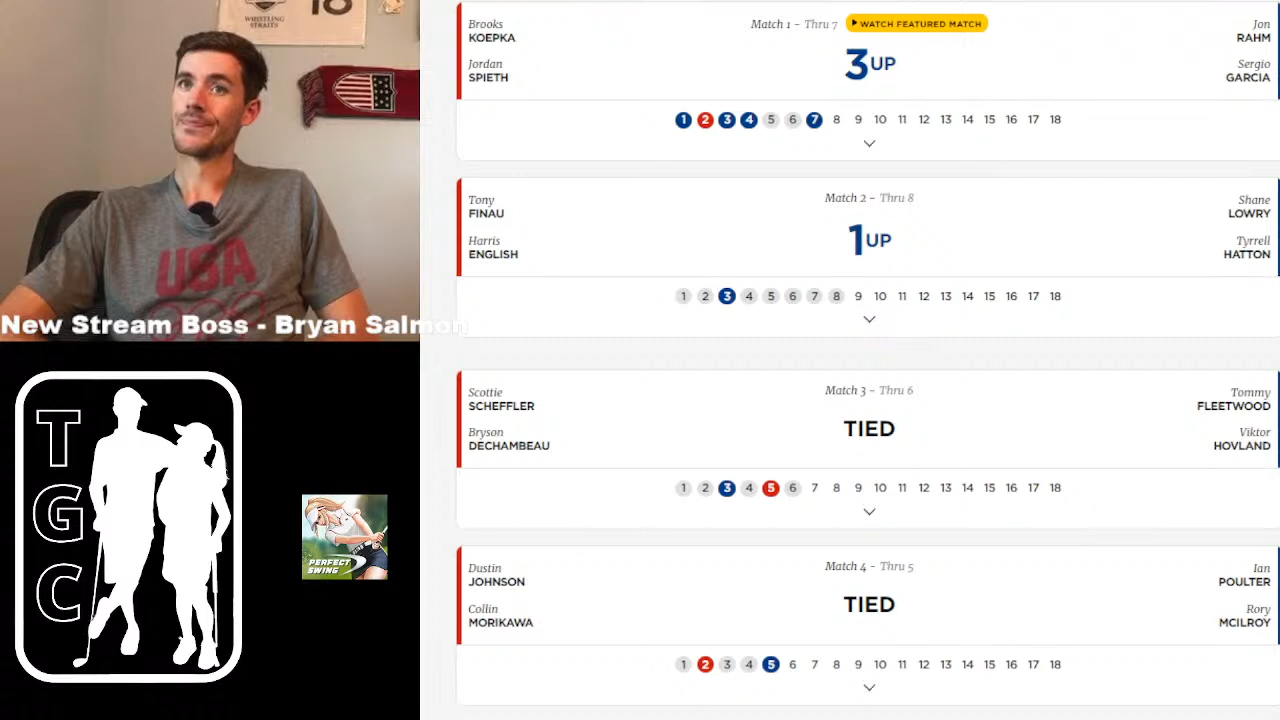 WHISTLING
STRAITS
18
USA
New Stream Boss - Bryan Salmon
T
G
C
PERFECT
SWING
Brooks
KOEPKA
Jordan
SPIETH
Match 1 - Thru 7
WATCH FEATURED MATCH
3UP
Jon
RAHM
Sergio
GARCIA
1 2 3 4 5 6 7 8 9 10 11 12 13 14 15 16 17 18
Tony
FINAU
Harris
ENGLISH
Match 2 - Thru 8
1UP
Shane
LOWRY
Tyrrell
HATTON
1 2 3 4 5 6 7 8 9 10 11 12 13 14 15 16 17 18
Scottie
SCHEFFLER
Bryson
DECHAMBEAU
Match 3 - Thru 6
TIED
Tommy
FLEETWOOD
Viktor
HOVLAND
1 2 3 4 5 6 7 8 9 10 11 12 13 14 15 16 17 18
Dustin
JOHNSON
Collin
MORIKAWA
Match 4 - Thru 5
TIED
Ian
POULTER
Rory
MCILROY
1 2 3 4 5 6 7 8 9 10 11 12 13 14 15 16 17 18